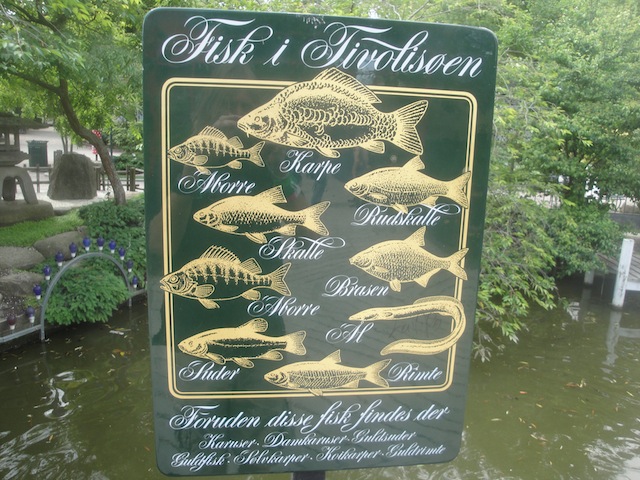 Fisk i Tivolisøen
Karpe
Aborre
Rudskalle
Skalle
Brasen
Aborre
Ål
Suder
Rimte
Foruden disse fisk findes der
Karuser · Damkaruser · Guldsuder
Guldfisk · Sølvkarper · Koikarper · Guldrimte